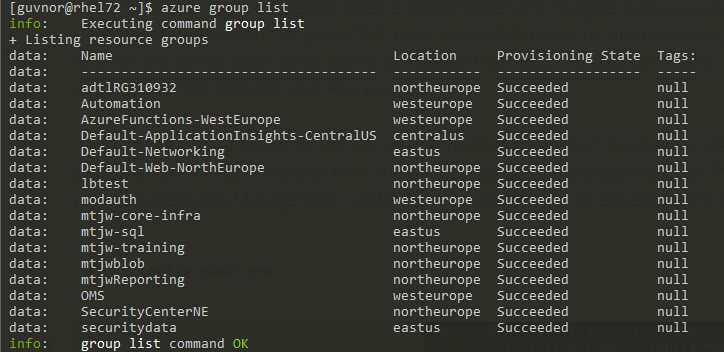 [guvnor@rhel72 ~]$ azure group list
info:    Executing command group list
+ Listing resource groups
data:    Name                                 Location     Provisioning State  Tags:
data:    -----------------------------------  -----------  ------------------  -----
data:    adtlRG310932                         northeurope  Succeeded           null
data:    Automation                           westeurope   Succeeded           null
data:    AzureFunctions-WestEurope            westeurope   Succeeded           null
data:    Default-ApplicationInsights-CentralUS  centralus    Succeeded           null
data:    Default-Networking                   eastus       Succeeded           null
data:    Default-Web-NorthEurope              northeurope  Succeeded           null
data:    lbtest                               northeurope  Succeeded           null
data:    modauth                              westeurope   Succeeded           null
data:    mtjw-core-infra                      northeurope  Succeeded           null
data:    mtjw-sql                             eastus       Succeeded           null
data:    mtjw-training                        northeurope  Succeeded           null
data:    mtjwblob                             northeurope  Succeeded           null
data:    mtjwReporting                        northeurope  Succeeded           null
data:    OMS                                  westeurope   Succeeded           null
data:    SecurityCenterNE                     northeurope  Succeeded           null
data:    securitydata                         eastus       Succeeded           null
info:    group list command OK